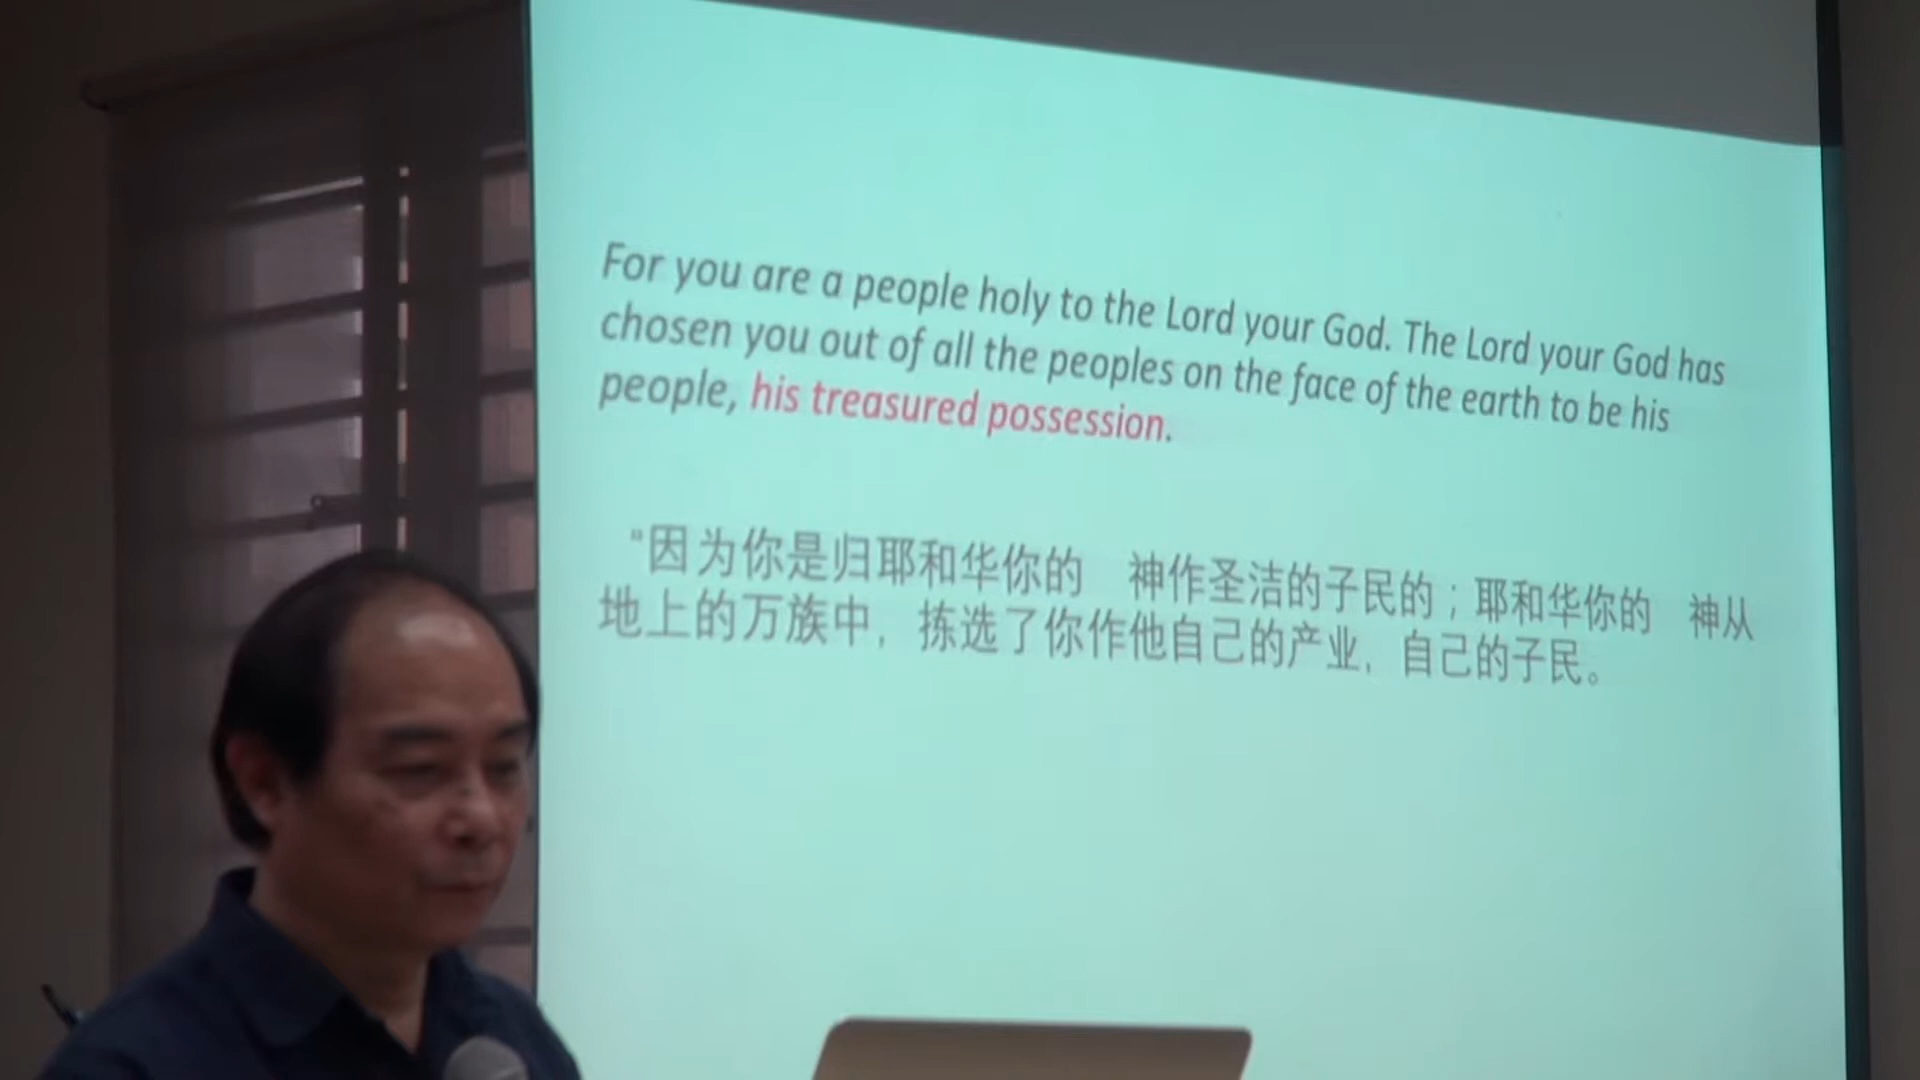 For you are a people holy to the Lord your God. The Lord your God has
chosen you out of all the peoples on the face of the earth to be his
people, his treasured possession.
“因为你是归耶和华你的　神作圣洁的子民的；耶和华你的　神从
地上的万族中，拣选了你作他自己的产业，自己的子民。